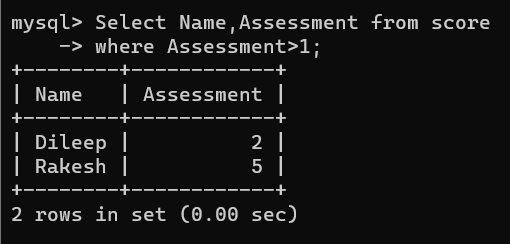 mysql> Select Name,Assessment from score
    -> where Assessment>1;
+--------+------------+
| Name   | Assessment |
+--------+------------+
| Dileep |          2 |
| Rakesh |          5 |
+--------+------------+
2 rows in set (0.00 sec)